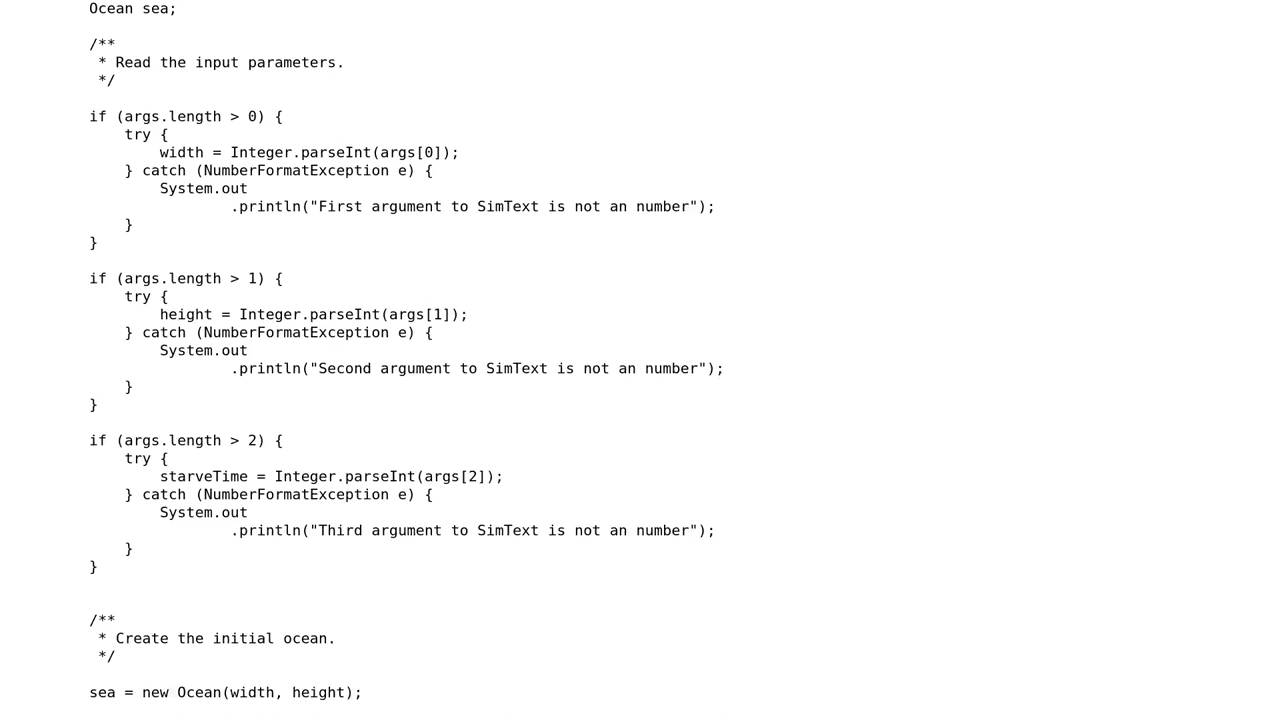 Ocean sea;

/**
 * Read the input parameters.
 */

if (args.length > 0) {
    try {
        width = Integer.parseInt(args[0]);
    } catch (NumberFormatException e) {
        System.out
                .println("First argument to SimText is not an number");
    }
}

if (args.length > 1) {
    try {
        height = Integer.parseInt(args[1]);
    } catch (NumberFormatException e) {
        System.out
                .println("Second argument to SimText is not an number");
    }
}

if (args.length > 2) {
    try {
        starveTime = Integer.parseInt(args[2]);
    } catch (NumberFormatException e) {
        System.out
                .println("Third argument to SimText is not an number");
    }
}


/**
 * Create the initial ocean.
 */

sea = new Ocean(width, height);